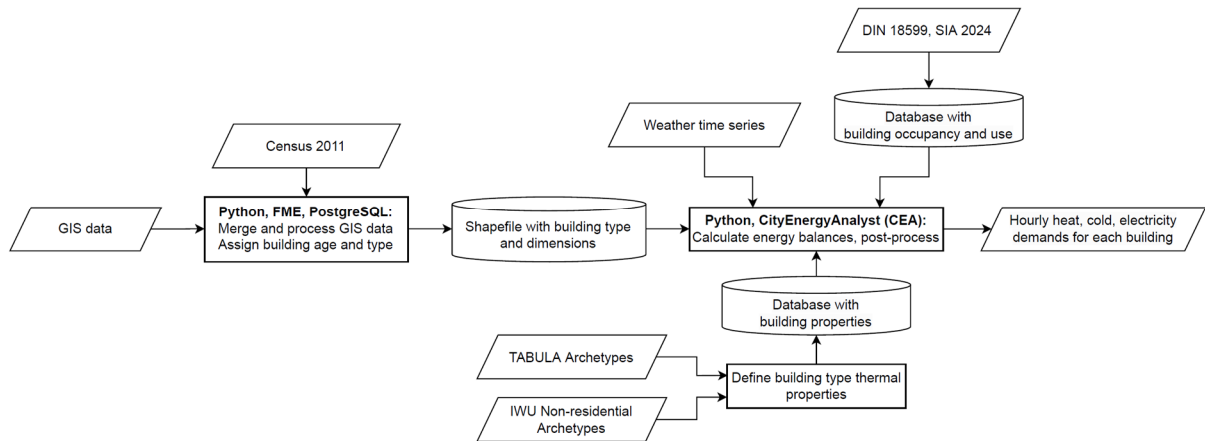 DIN 18599, SIA 2024
Database with
building occupancy and use
Weather time series
Census 2011
GIS data
Python, FME, PostgreSQL:
Merge and process GIS data
Assign building age and type
Shapefile with building type
and dimensions
Python, CityEnergyAnalyst (CEA):
Calculate energy balances, post-process
Hourly heat, cold, electricity
demands for each building
Database with
building properties
TABULA Archetypes
Define building type thermal
properties
IWU Non-residential
Archetypes